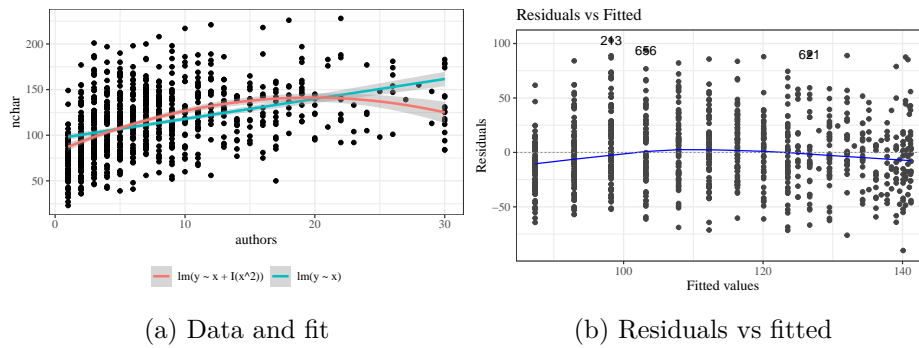 200
150
100
50
nchar
0
10
20
30
authors
lm(y ~ x + I(x^2))
lm(y ~ x)
(a) Data and fit
Residuals vs Fitted
100
50
0
−50
Residuals
213
656
621
100
120
140
Fitted values
(b) Residuals vs fitted